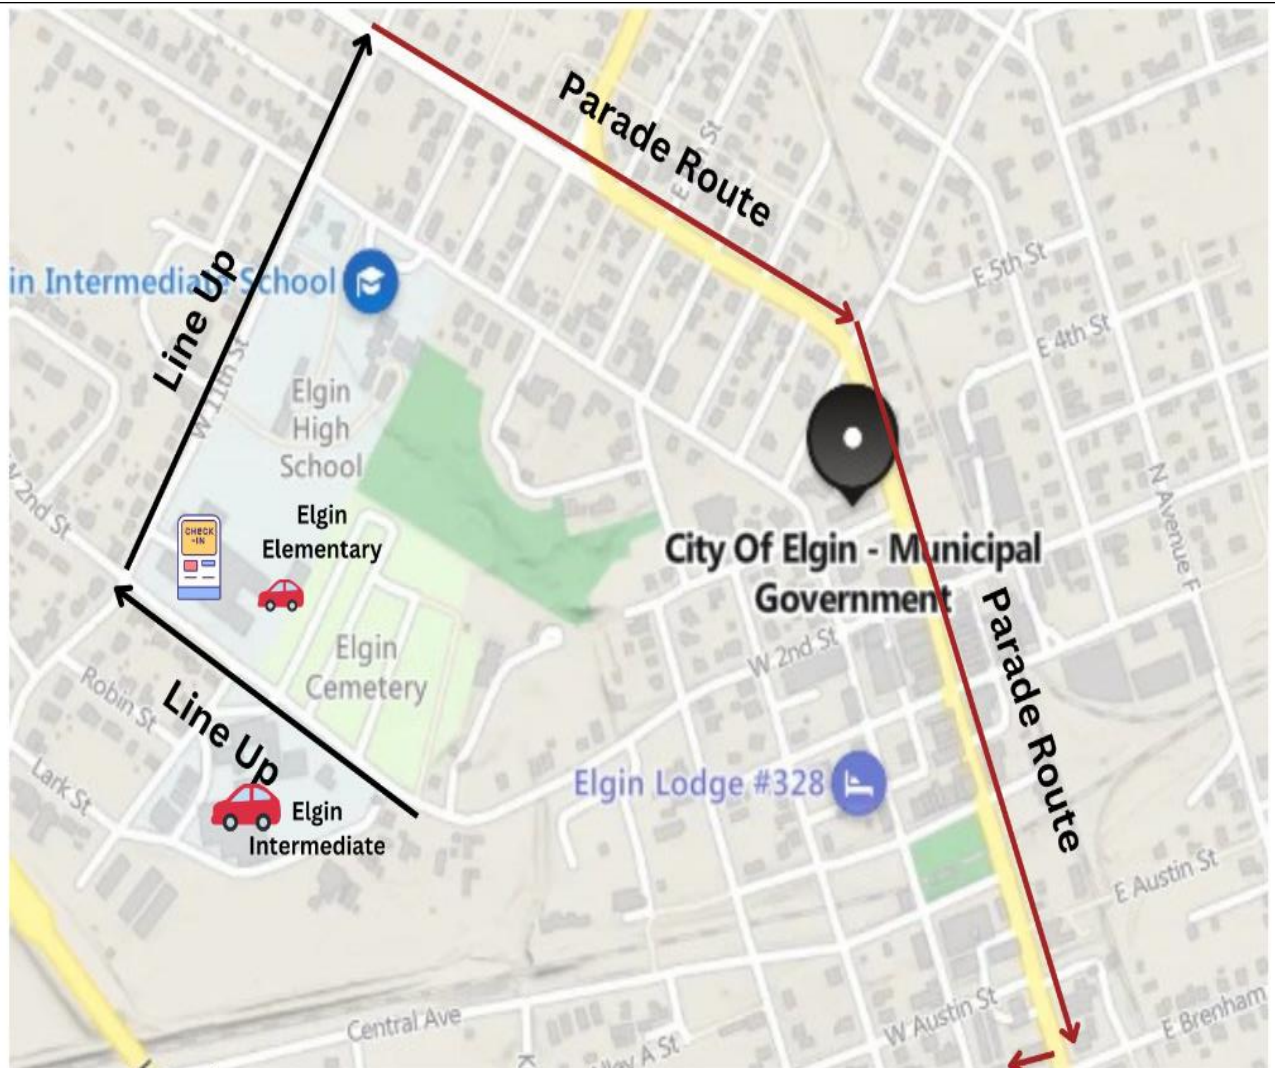 Parade Route
E 5th St
in Intermediate School
Line Up
E 4th St
W 11th St
Elgin
High
School
W 2nd St
N Avenue F
CHECK
-IN
Elgin
Elementary
City Of Elgin - Municipal
Government
Parade Route
W 2nd St
Elgin
Cemetery
Robin St
Line Up
Lark St
Elgin Lodge #328
Elgin
Intermediate
E Austin St
Central Ave
W Austin St
E Brenham
K
lley A St